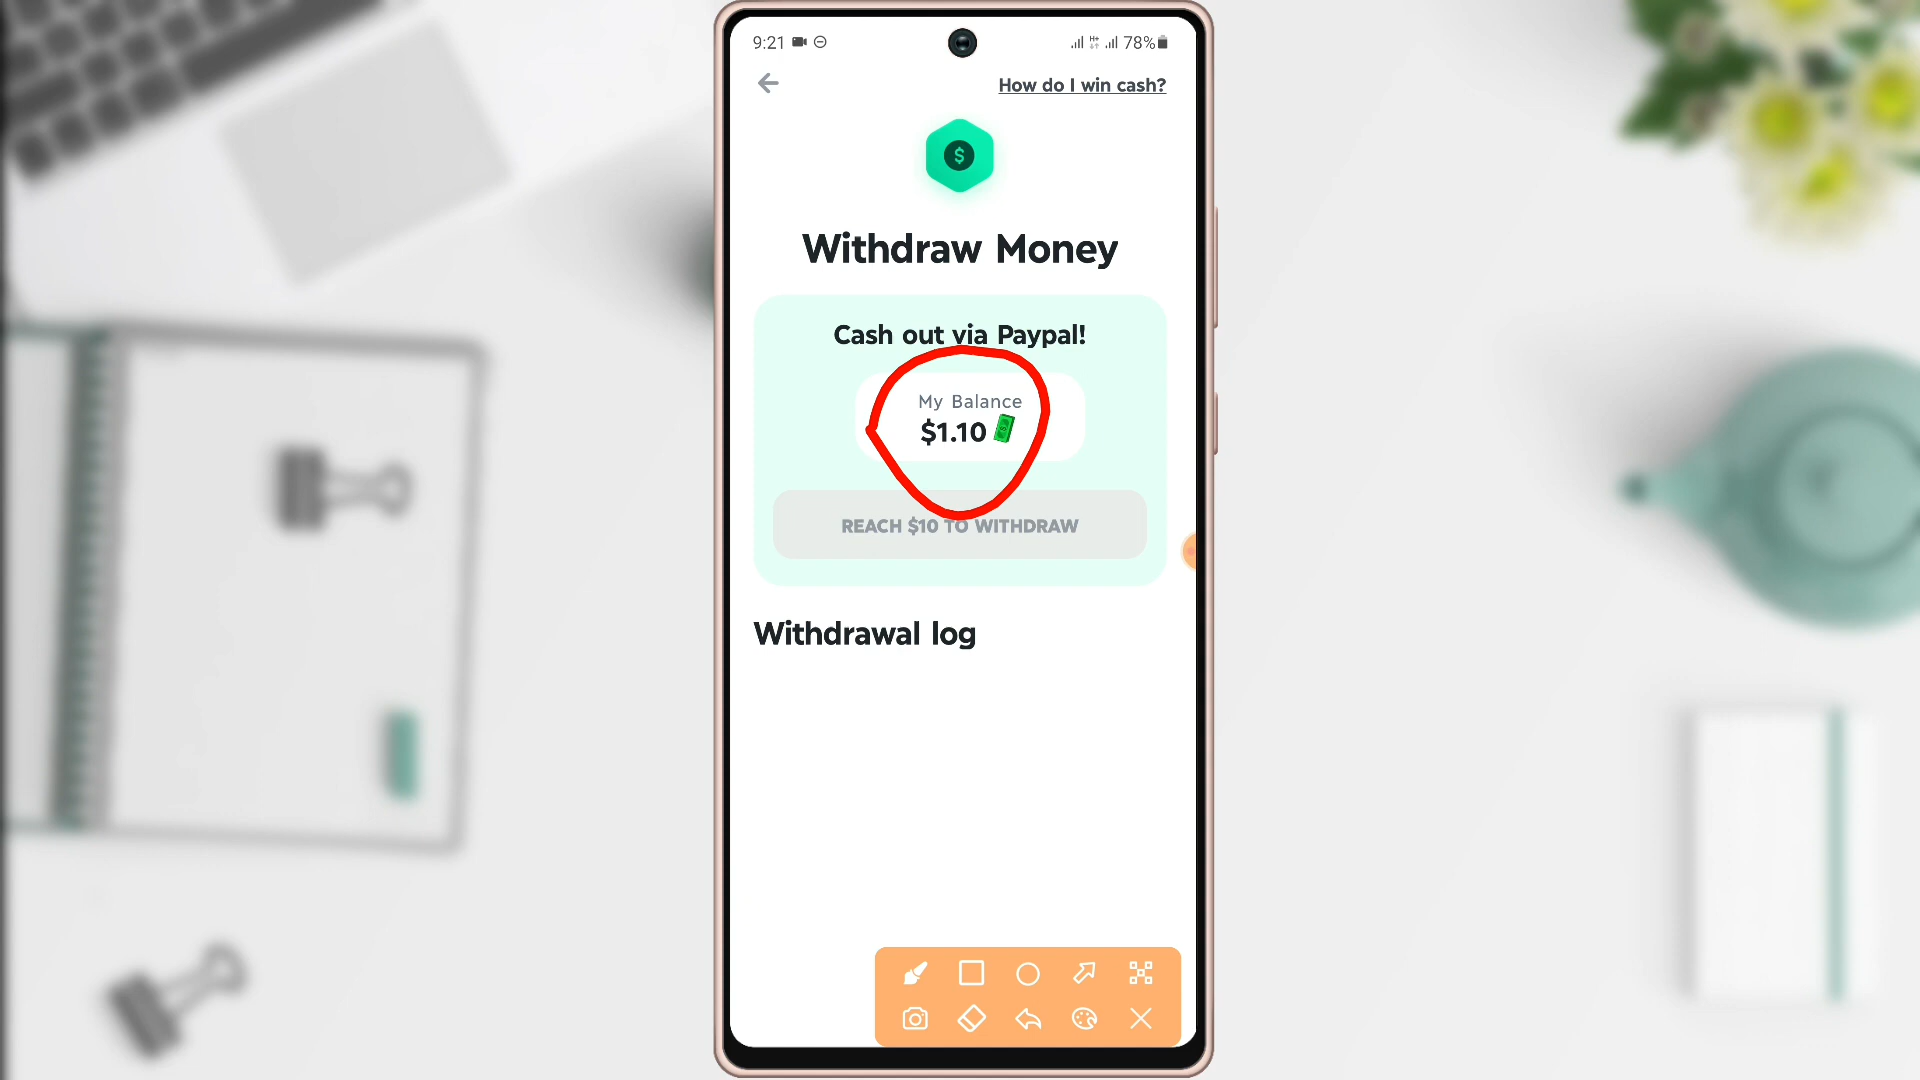 9:21
78%
How do I win cash?
$
Withdraw Money
Cash out via Paypal!
My Balance
$1.10
REACH $10 TO WITHDRAW
Withdrawal log